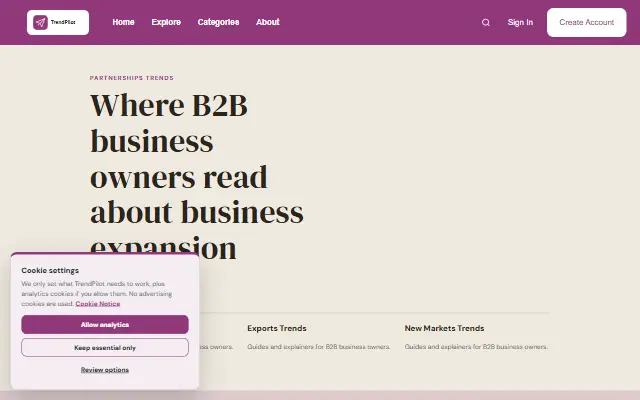 TrendPilot
Home Explore Categories About
Sign In
Create Account
PARTNERSHIPS TRENDS
Where B2B
business
owners read
about business
expansion
Cookie settings
We only set what TrendPilot needs to work, plus
analytics cookies if you allow them. No advertising
cookies are used. Cookie Notice
Allow analytics
Keep essential only
Review options
ss owners.
Exports Trends
Guides and explainers for B2B business owners.
New Markets Trends
Guides and explainers for B2B business owners.